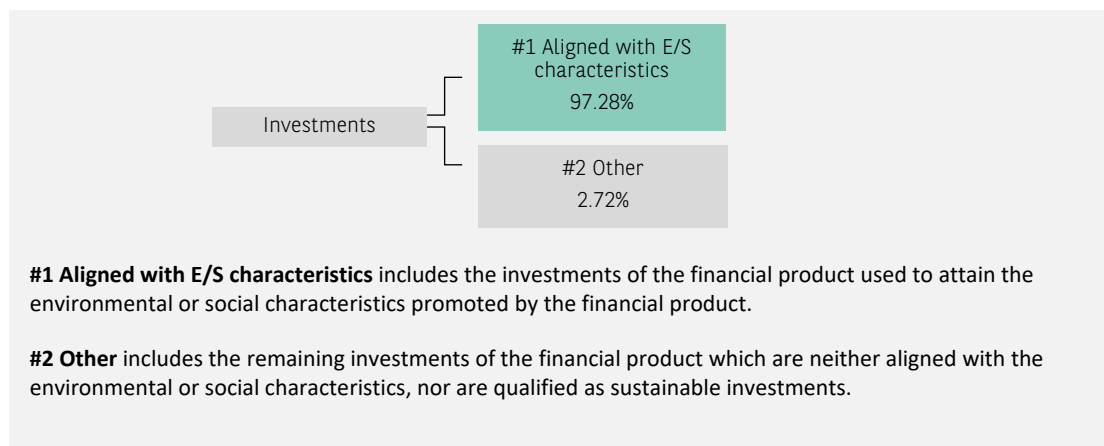 #1 Aligned with E/S
characteristics
97.28%
Investments
#2 Other
2.72%
#1 Aligned with E/S characteristics includes the investments of the financial product used to attain the
environmental or social characteristics promoted by the financial product.
#2 Other includes the remaining investments of the financial product which are neither aligned with the
environmental or social characteristics, nor are qualified as sustainable investments.